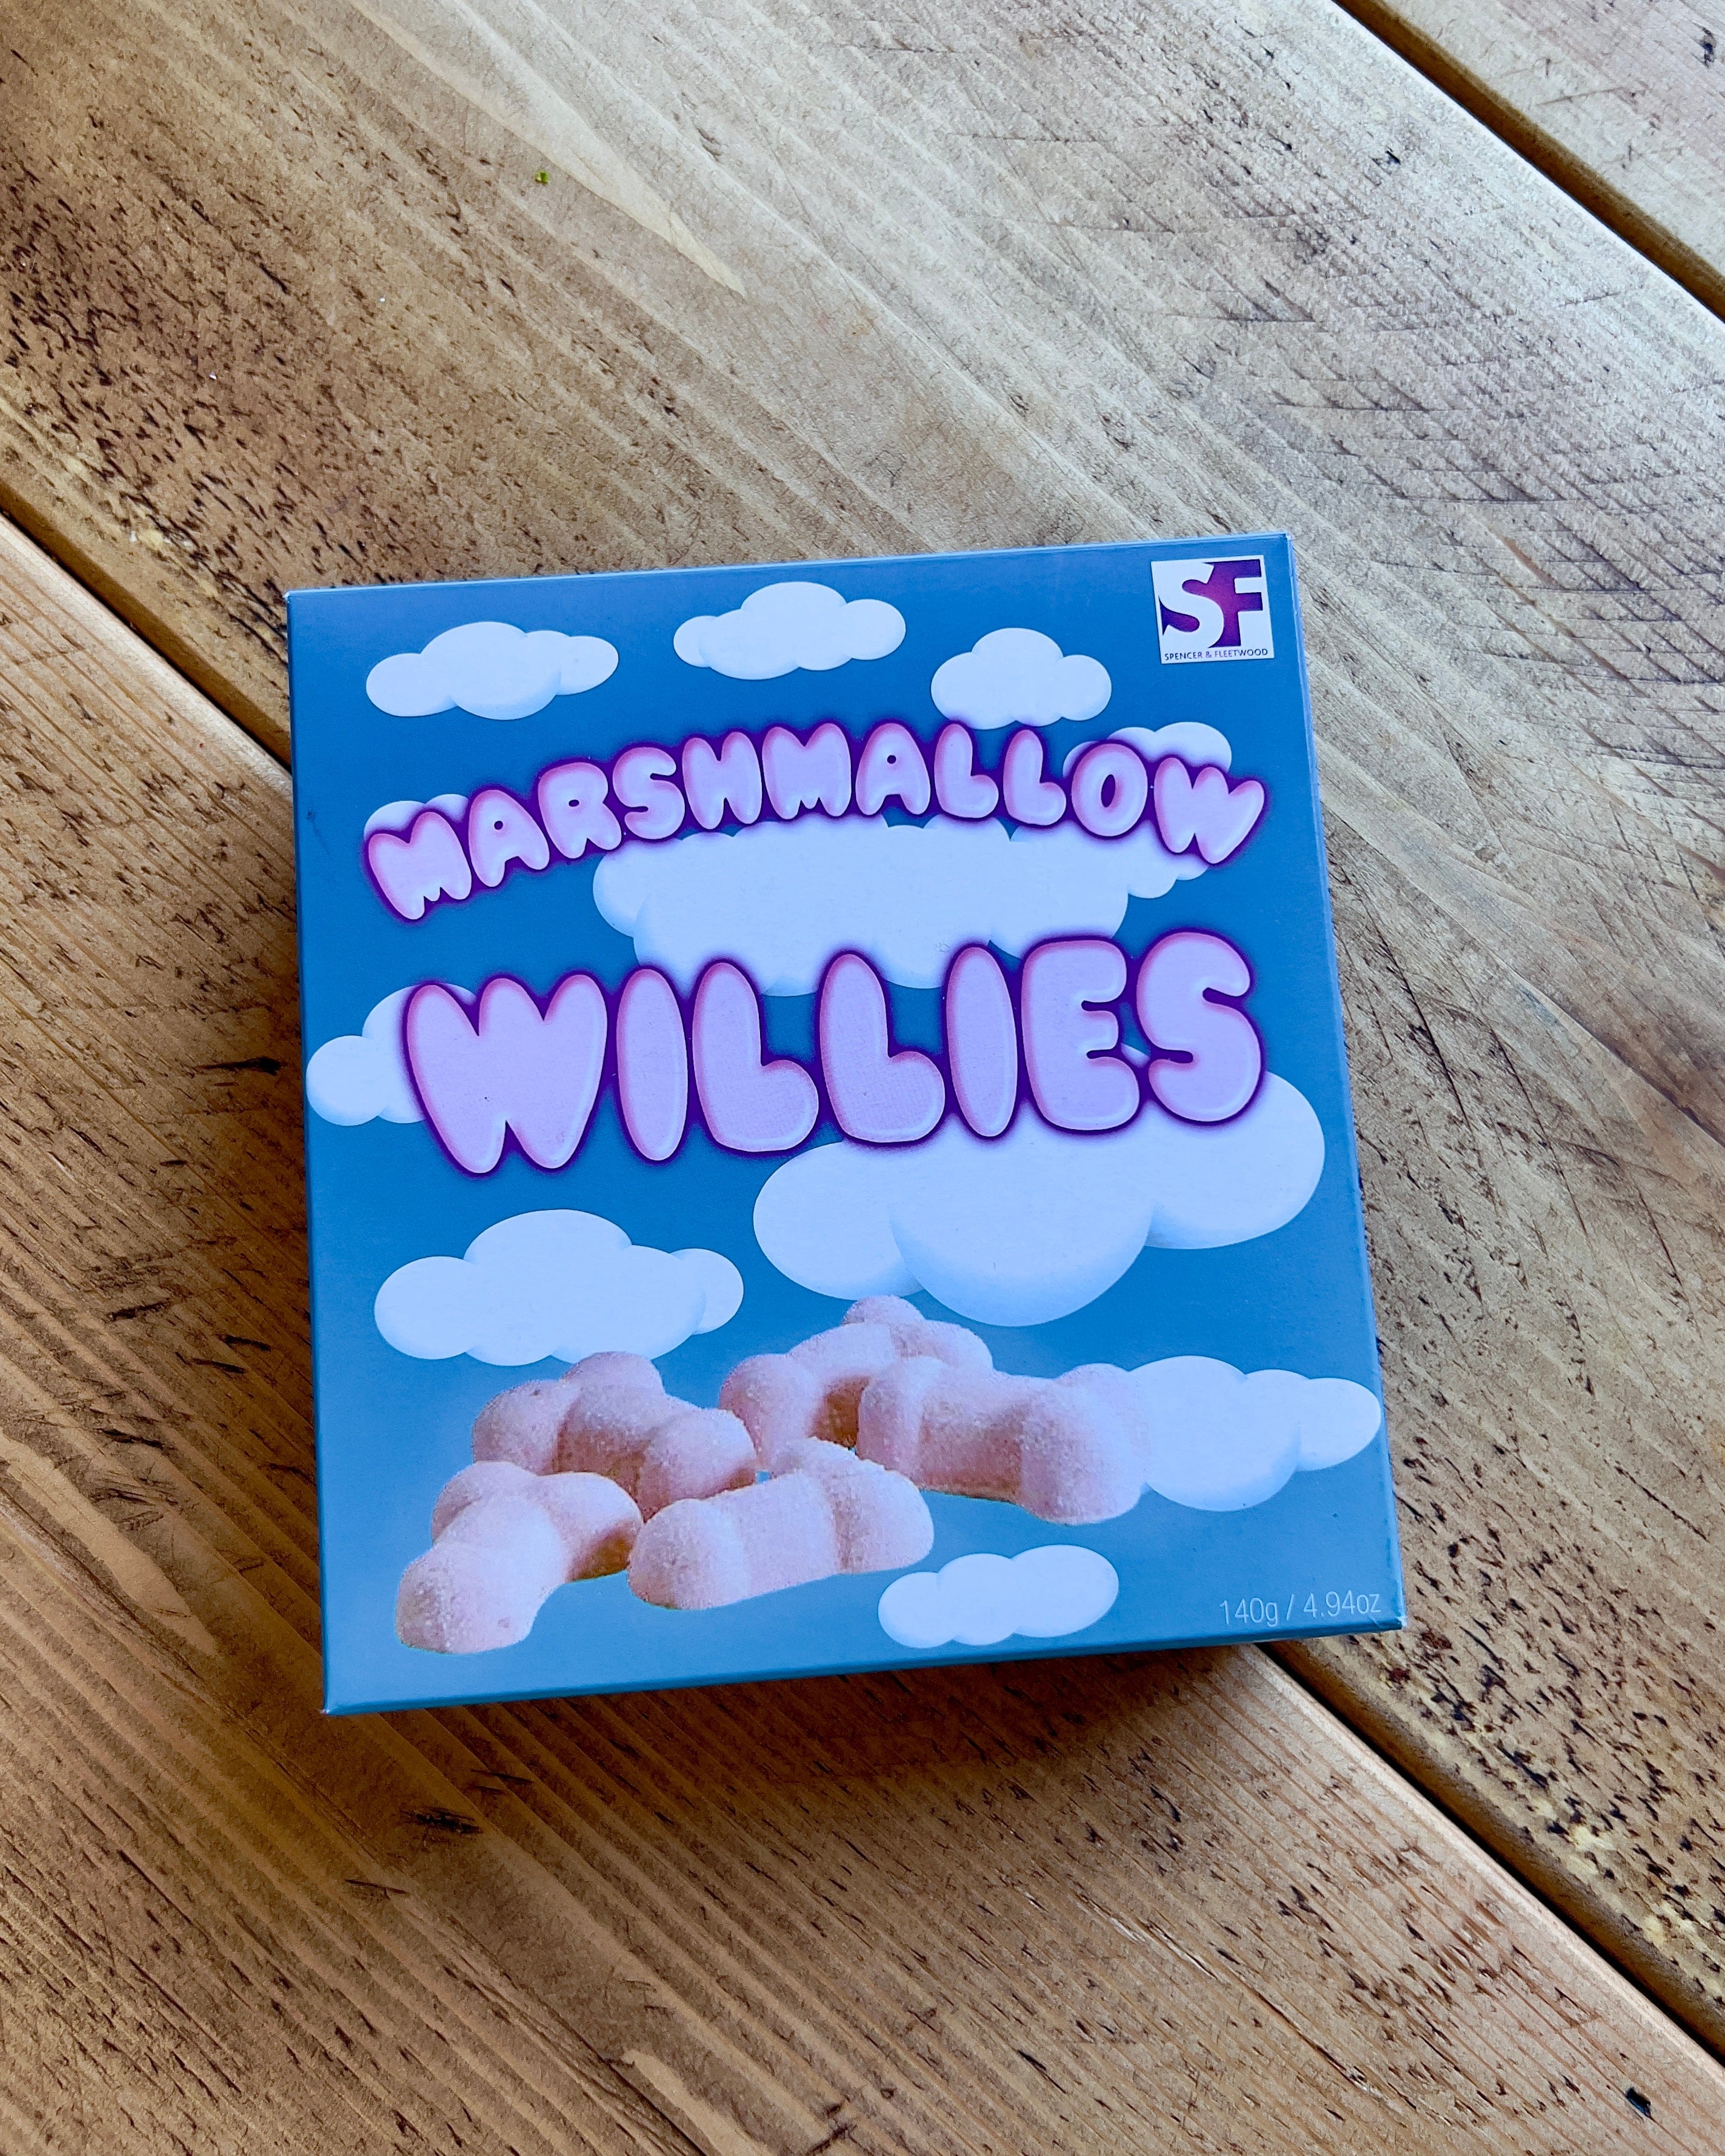 SF
SPENCER & FLEETWOOD
MARSHMALLOW
WILLIES
140g / 4.94oz